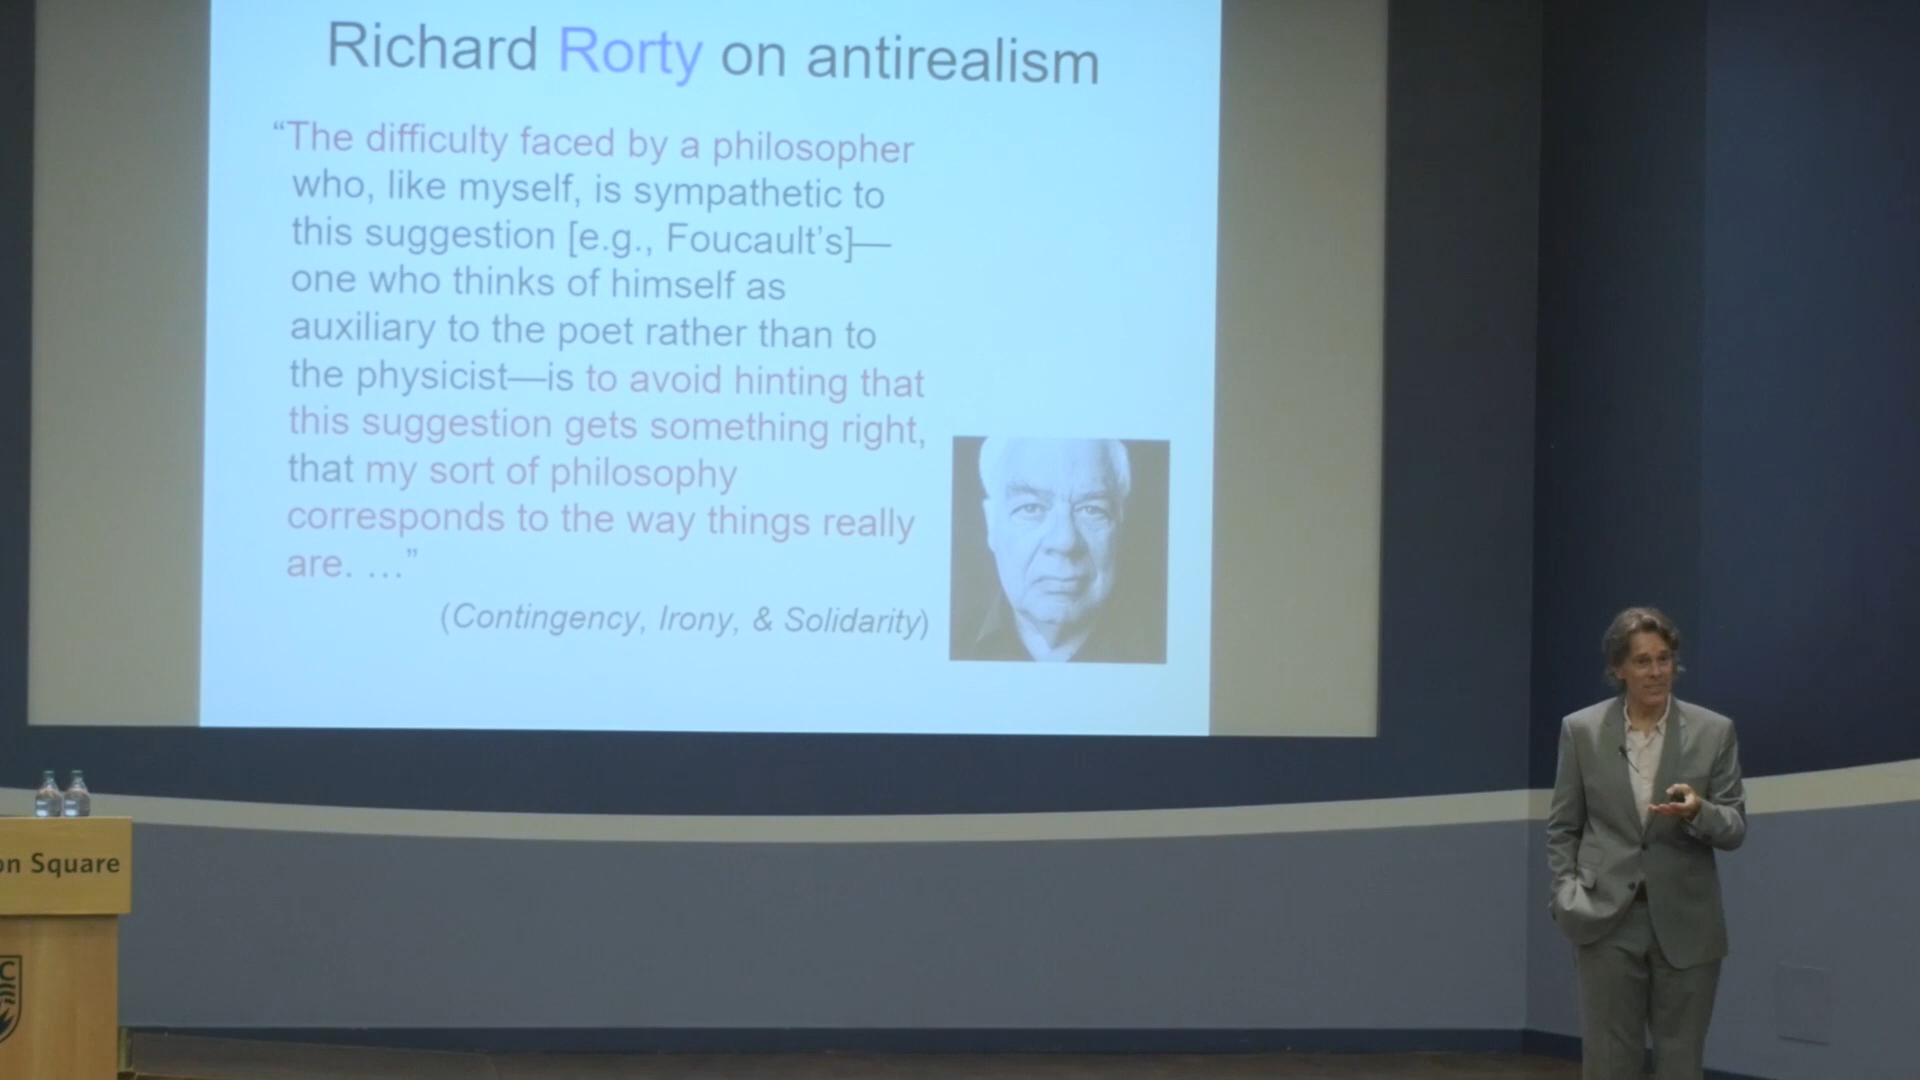 Richard Rorty on antirealism
“The difficulty faced by a philosopher
who, like myself, is sympathetic to
this suggestion [e.g., Foucault’s]—
one who thinks of himself as
auxiliary to the poet rather than to
the physicist—is to avoid hinting that
this suggestion gets something right,
that my sort of philosophy
corresponds to the way things really
are. …”
(Contingency, Irony, & Solidarity)
on Square
C